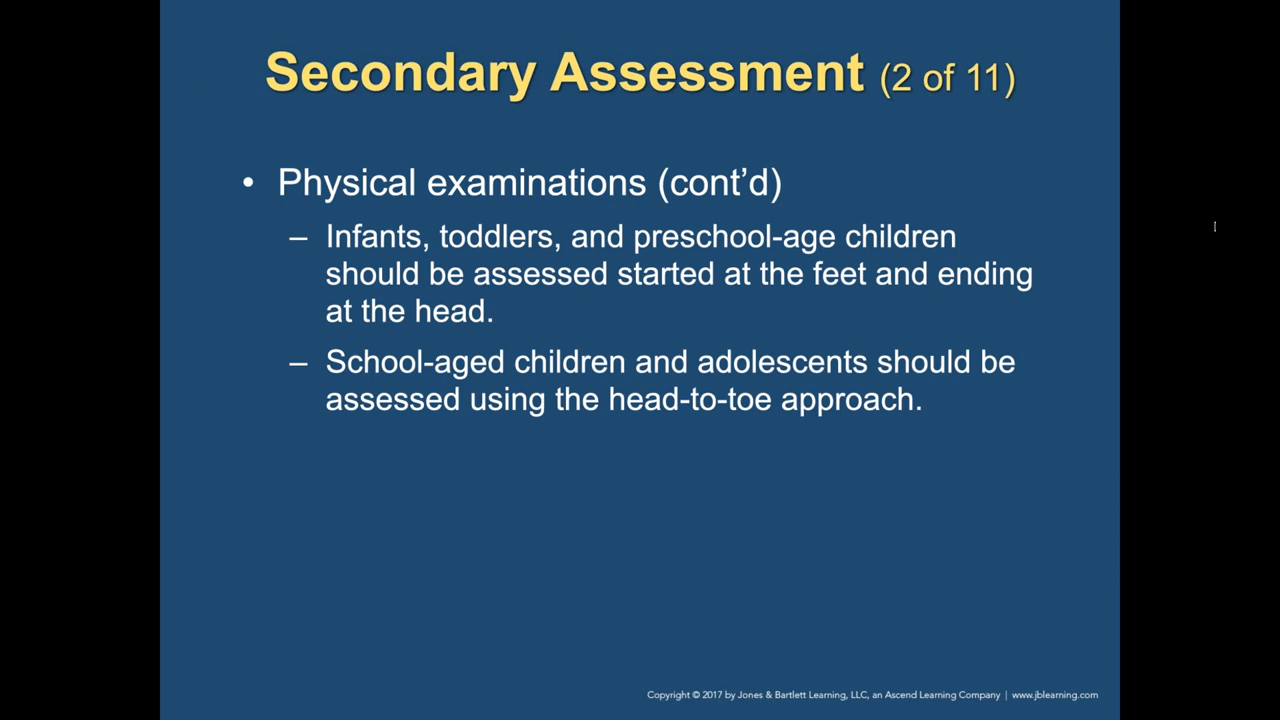 Secondary Assessment (2 of 11)
• Physical examinations (cont’d)
– Infants, toddlers, and preschool-age children
should be assessed started at the feet and ending
at the head.
– School-aged children and adolescents should be
assessed using the head-to-toe approach.
Copyright © 2017 by Jones & Bartlett Learning, LLC, an Ascend Learning Company | www.jblearning.com